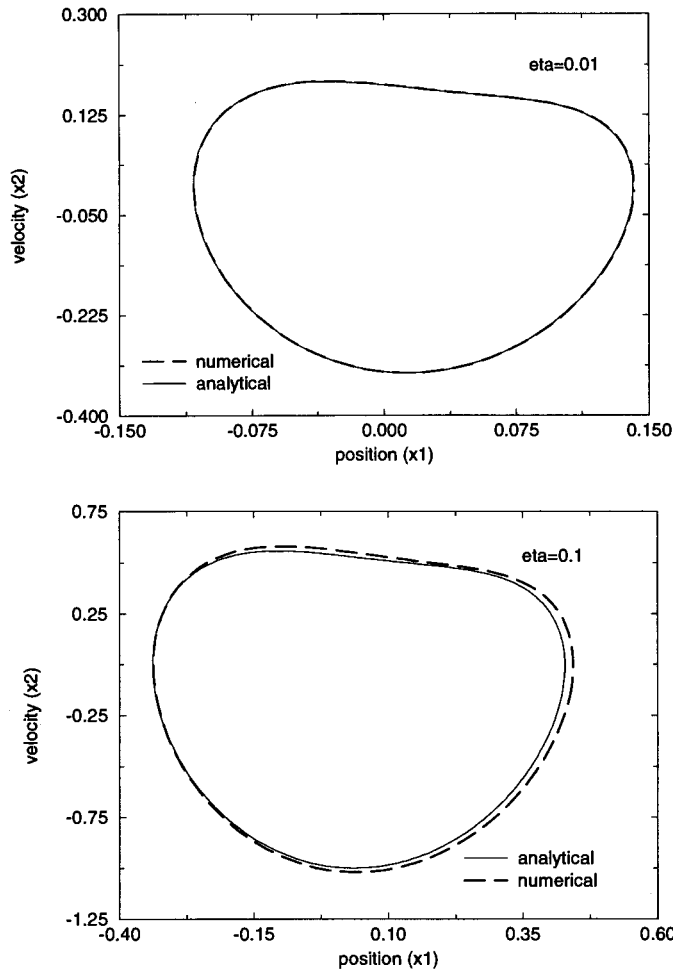 0.300
eta=0.01
0.125
velocity (x2)
-0.050
-0.225
numerical
analytical
-0.400
-0.150 -0.075 0.000 0.075 0.150
position (x1)
0.75
eta=0.1
0.25
velocity (x2)
-0.25
-0.75
analytical
numerical
-1.25
-0.40 -0.15 0.10 0.35 0.60
position (x1)